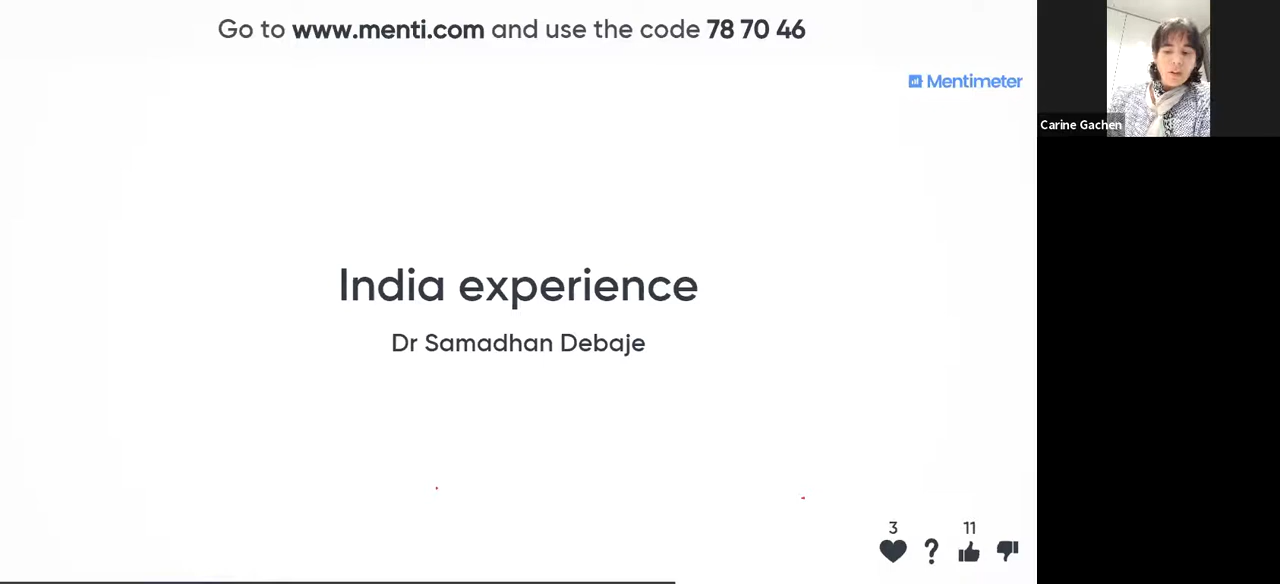 Go to www.menti.com and use the code 78 70 46
Mentimeter
Carine Gachen
India experience
Dr Samadhan Debaje
3
11
?